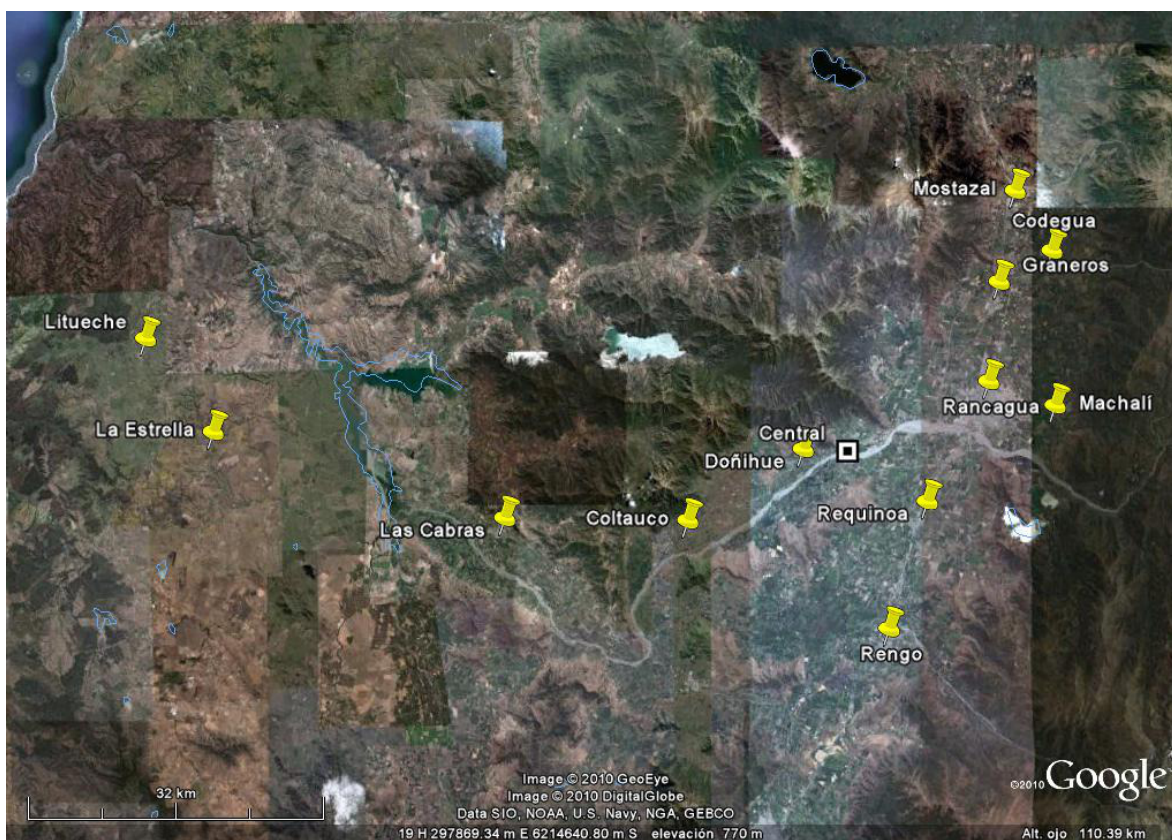 Mostazal
Codegua
Graneros
Litueche
Rancagua
Machalí
La Estrella
Central
Doñihue
Requinoa
Las Cabras
Coltauco
Rengo
Image © 2010 GeoEye
Image © 2010 DigitalGlobe
Data SIO, NOAA, U.S. Navy, NGA, GEBCO
32 km
©2010 Google
19 H 297869.34 m E 6214640.80 m S elevación 770 m
Alt. ojo 110.39 km